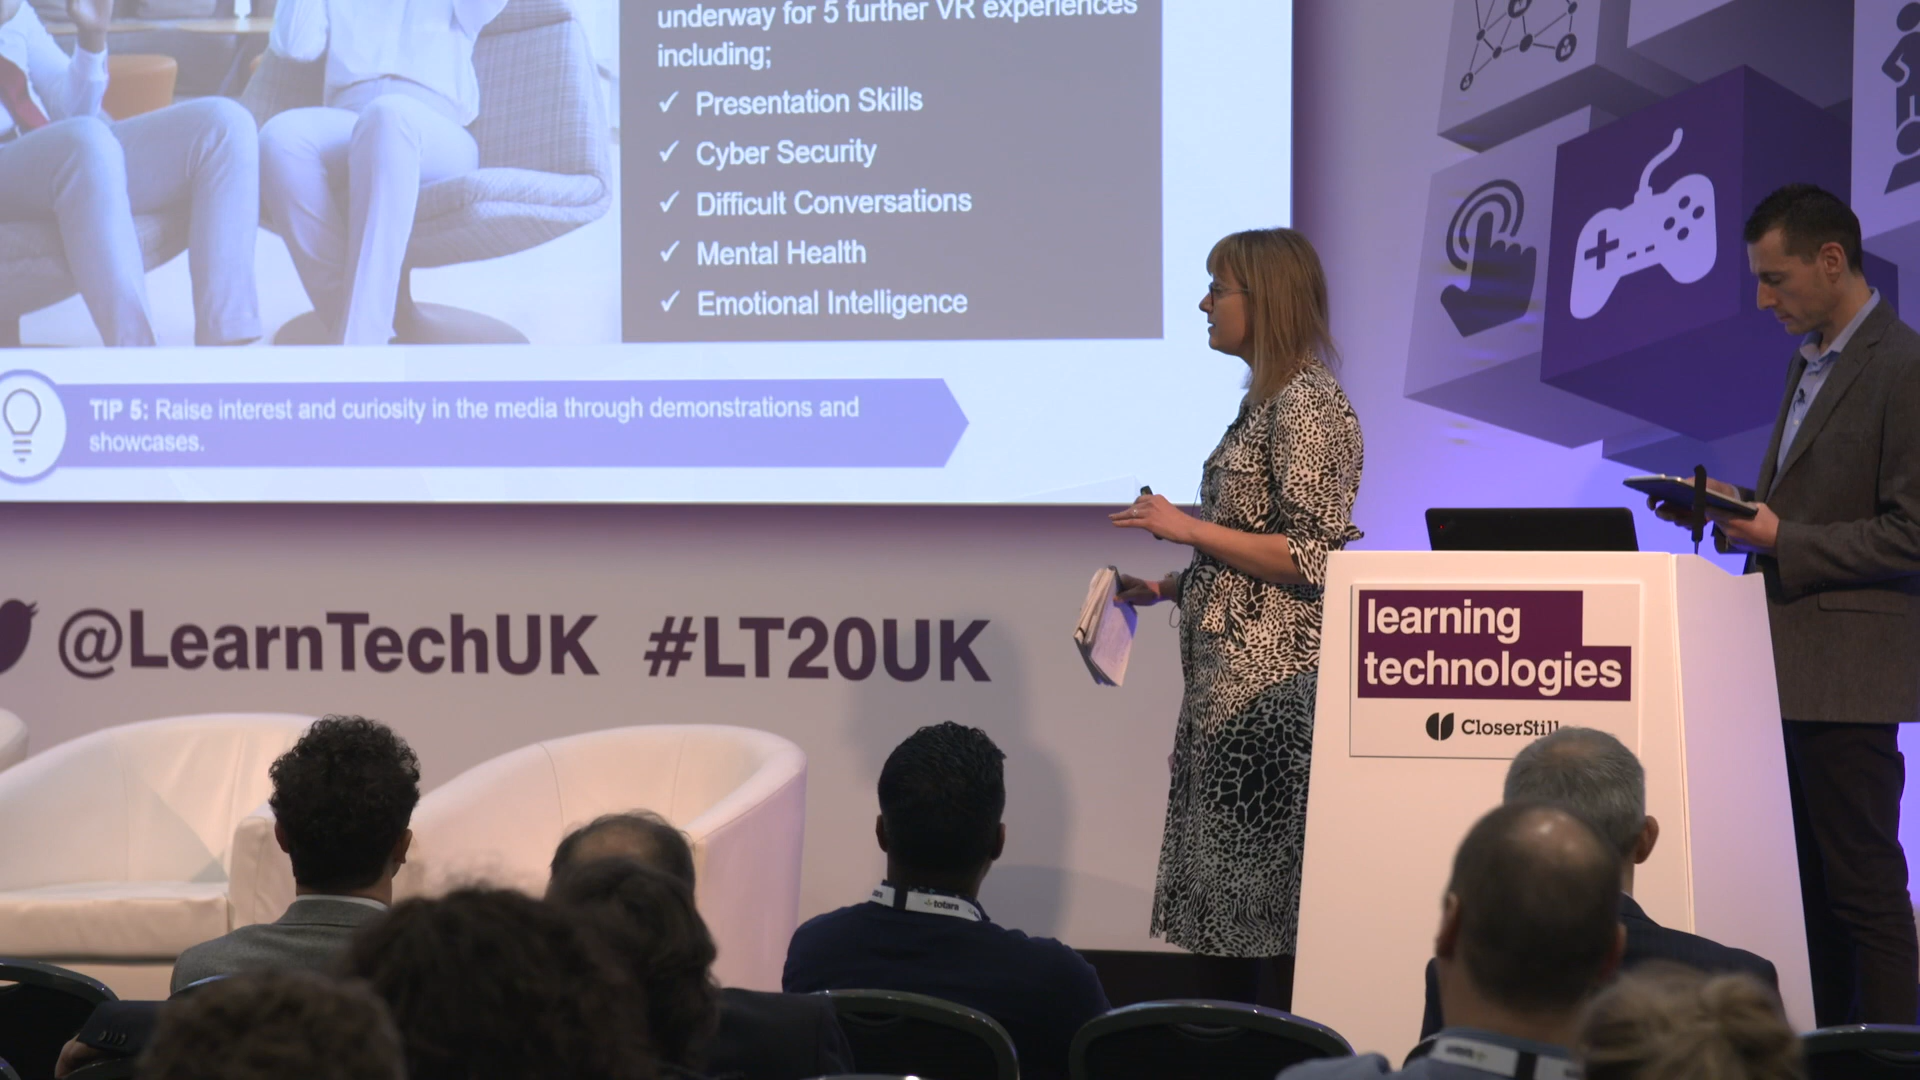 underway for 5 further VR experiences
including;
✓ Presentation Skills
✓ Cyber Security
✓ Difficult Conversations
✓ Mental Health
✓ Emotional Intelligence
TIP 5: Raise interest and curiosity in the media through demonstrations and
showcases.
@LearnTechUK #LT20UK
learning
technologies
CloserStill
totara